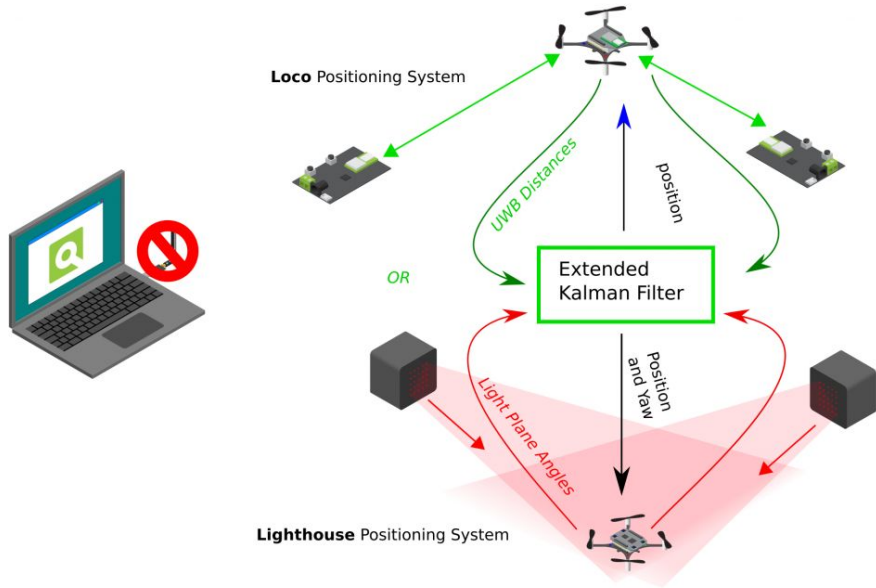 Loco Positioning System
UWB Distances
position
OR
Extended
Kalman Filter
Position
and Yaw
Light Plane Angles
Lighthouse Positioning System